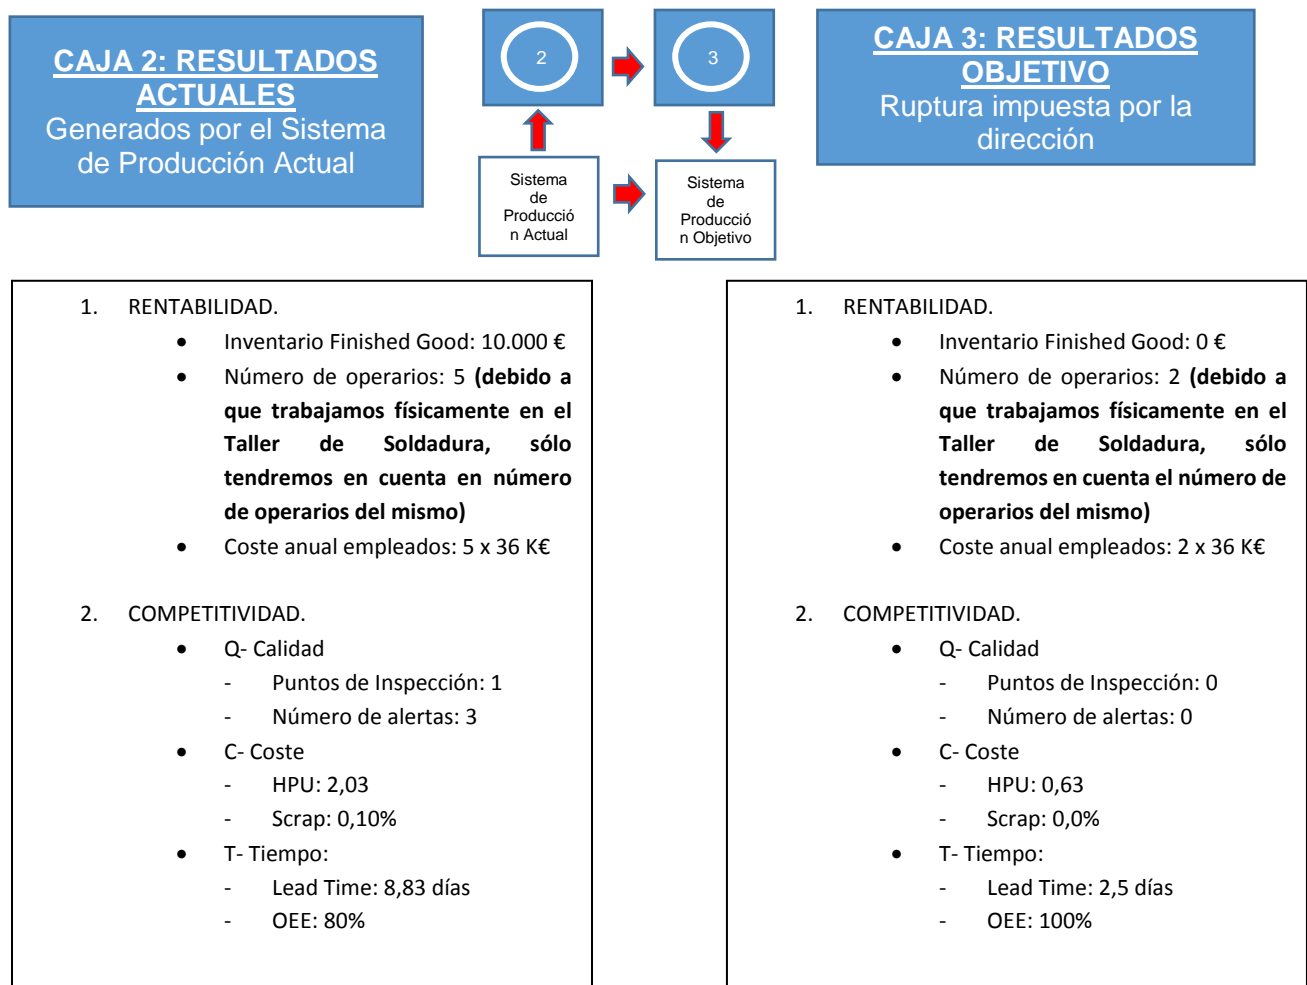 CAJA 2: RESULTADOS
ACTUALES
Generados por el Sistema
de Producción Actual
2
3
Sistema
de
Producció
n Actual
Sistema
de
Producció
n Objetivo
CAJA 3: RESULTADOS
OBJETIVO
Ruptura impuesta por la
dirección
1. RENTABILIDAD.
• Inventario Finished Good: 10.000 €
• Número de operarios: 5 (debido a
que trabajamos físicamente en el
Taller de Soldadura, sólo
tendremos en cuenta en número
de operarios del mismo)
• Coste anual empleados: 5 x 36 K€
2. COMPETITIVIDAD.
• Q- Calidad
- Puntos de Inspección: 1
- Número de alertas: 3
• C- Coste
- HPU: 2,03
- Scrap: 0,10%
• T- Tiempo:
- Lead Time: 8,83 días
- OEE: 80%
1. RENTABILIDAD.
• Inventario Finished Good: 0 €
• Número de operarios: 2 (debido a
que trabajamos físicamente en el
Taller de Soldadura, sólo
tendremos en cuenta el número de
operarios del mismo)
• Coste anual empleados: 2 x 36 K€
2. COMPETITIVIDAD.
• Q- Calidad
- Puntos de Inspección: 0
- Número de alertas: 0
• C- Coste
- HPU: 0,63
- Scrap: 0,0%
• T- Tiempo:
- Lead Time: 2,5 días
- OEE: 100%